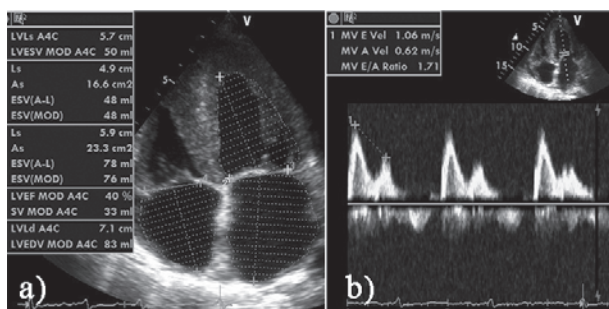 V
LVLs A4C 5.7 cm
LVESV MOD A4C 50 ml
Ls 4.9 cm
As 16.6 cm2
ESV(A-L) 48 ml
ESV(MOD) 48 ml
Ls 5.9 cm
As 23.3 cm2
ESV(A-L) 78 ml
ESV(MOD) 76 ml
LVEF MOD A4C 40 %
SV MOD A4C 33 ml
LVLd A4C 7.1 cm
LVEDV MOD A4C 83 ml
5
a)
1 MV E Vel 1.06 m/s
MV A Vel 0.62 m/s
MV E/A Ratio 1.71
V
5
10
15
b)